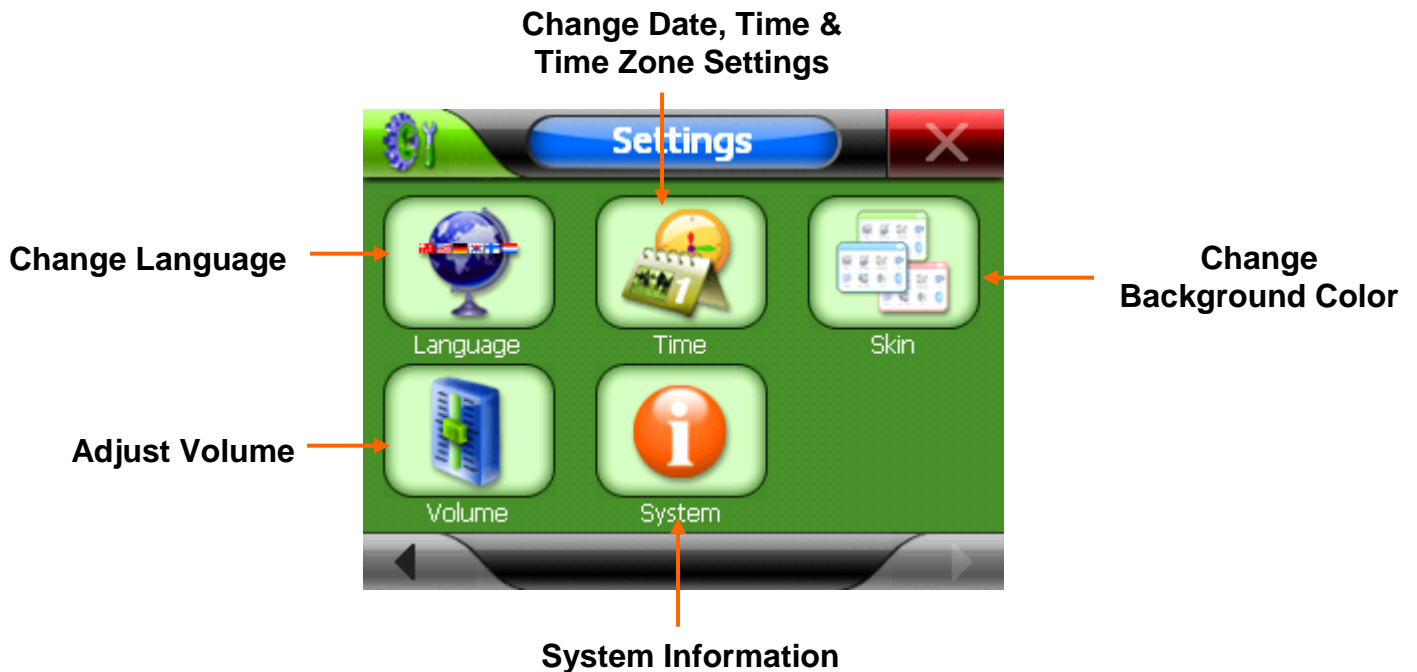 Change Date, Time &
Time Zone Settings
Settings
Change Language
Change
Background Color
Language
Time
Skin
Adjust Volume
1
Volume
System
System Information